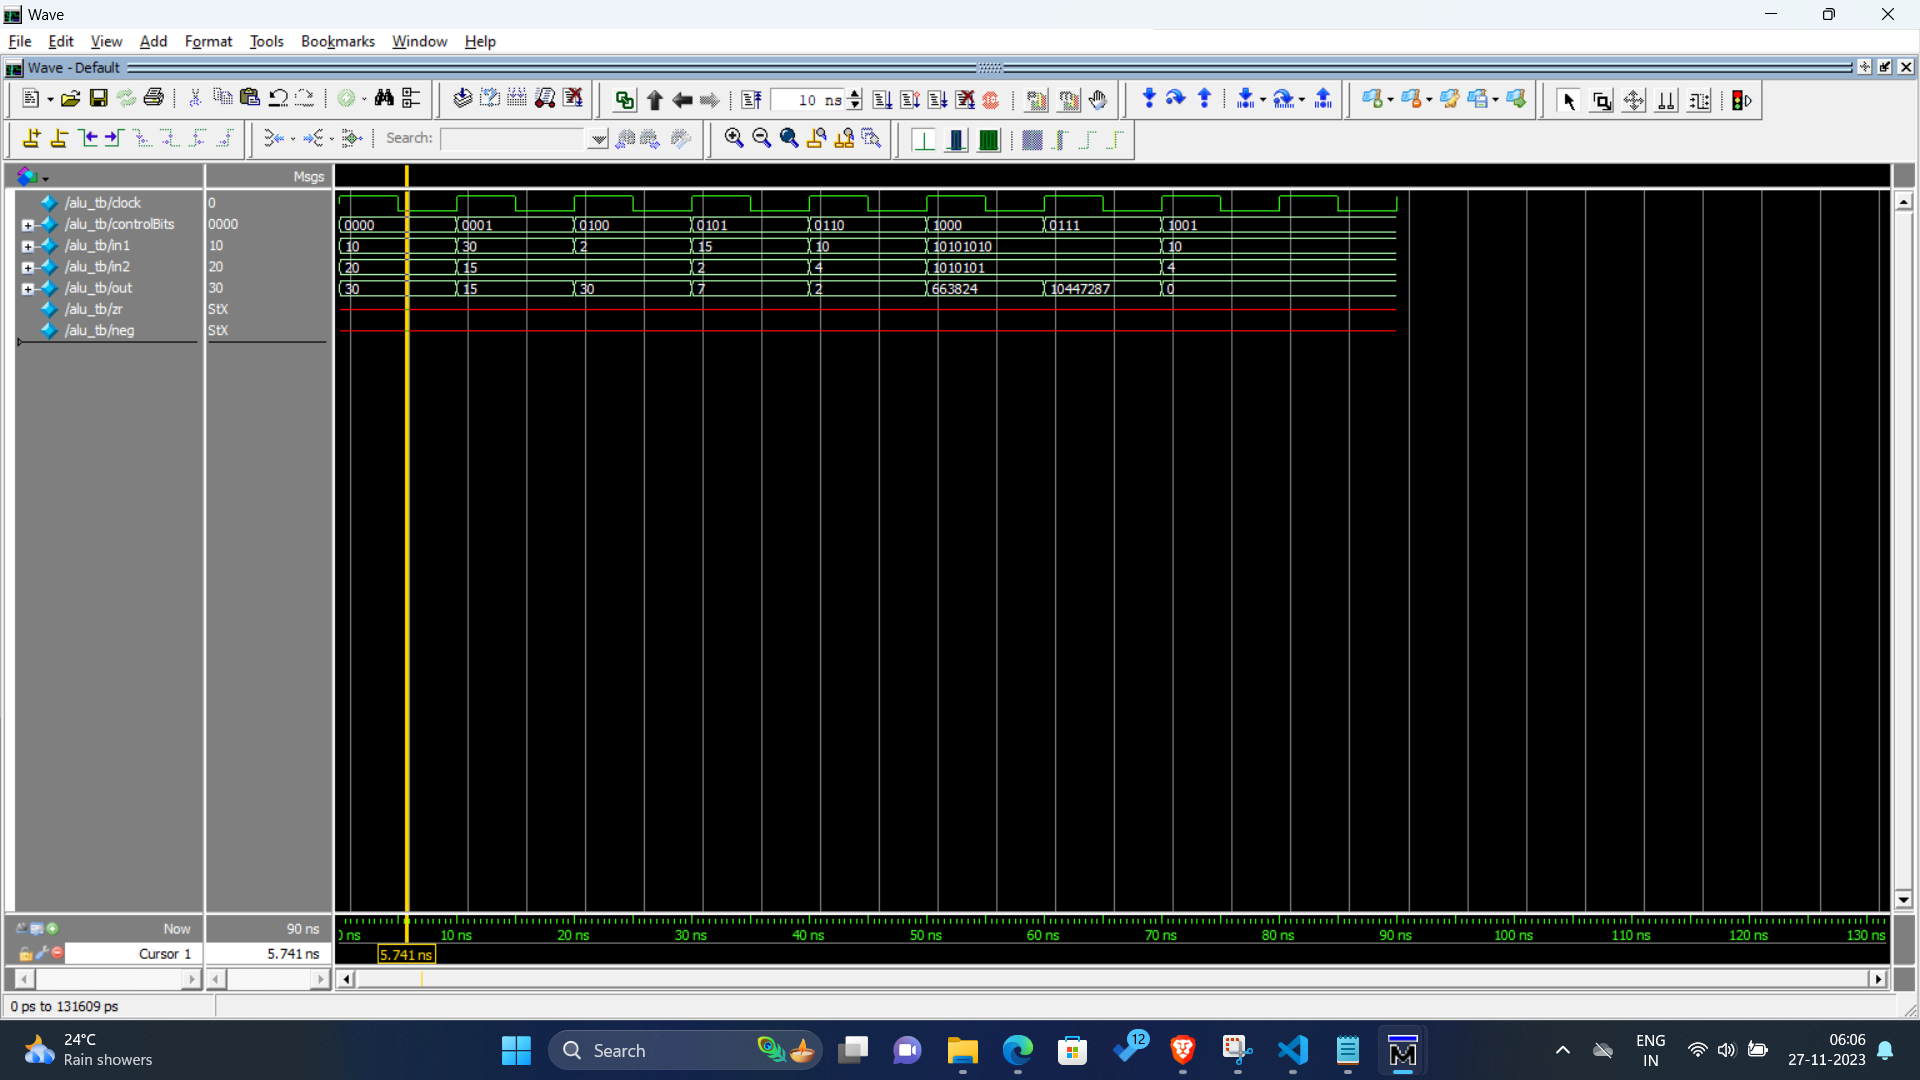 Wave
File Edit View Add Format Tools Bookmarks Window Help
Wave - Default
10 ns
Search:
Msgs
/alu_tb/clock 0
/alu_tb/controlBits 0000 0000 0001 0100 0101 0110 1000 0111 1001
/alu_tb/in1 10 10 30 2 15 10 10101010 10
/alu_tb/in2 20 20 15 2 4 1010101 4
/alu_tb/out 30 30 15 30 7 2 663824 10447287 0
/alu_tb/zr StX
/alu_tb/neg StX
Now 90 ns ns 10 ns 20 ns 30 ns 40 ns 50 ns 60 ns 70 ns 80 ns 90 ns 100 ns 110 ns 120 ns 130 ns
Cursor 1 5.741 ns 5.741 ns
0 ps to 131609 ps
24°C
Rain showers
Search
12
ENG
IN
06:06
27-11-2023